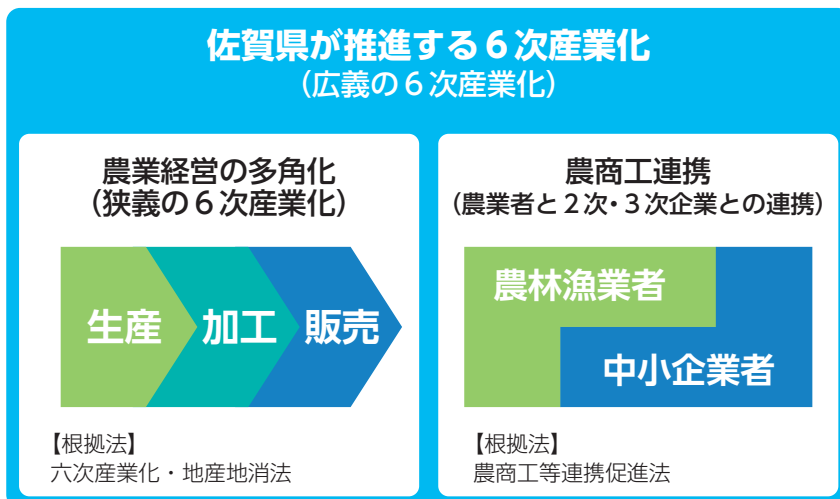 佐賀県が推進する６次産業化
（広義の６次産業化）
農業経営の多角化
（狭義の６次産業化）
生産
加工
販売
【根拠法】
六次産業化・地産地消法
農商工連携
（農業者と２次・３次企業との連携）
農林漁業者
中小企業者
【根拠法】
農商工等連携促進法